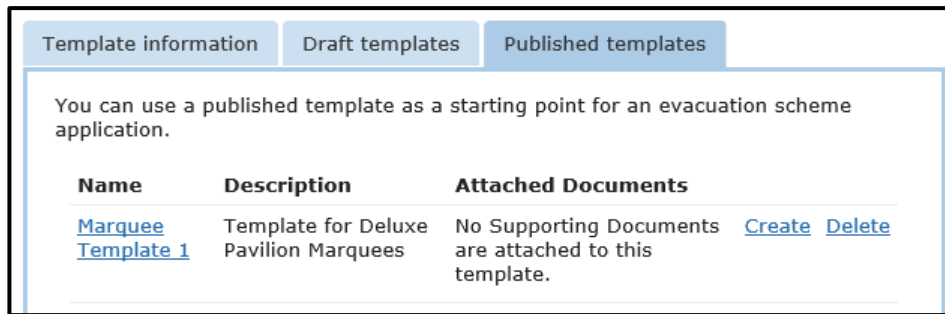 Template information Draft templates Published templates
You can use a published template as a starting point for an evacuation scheme
application.
Name Description Attached Documents
Marquee Template for Deluxe No Supporting Documents Create Delete
Template 1 Pavilion Marquees are attached to this
template.